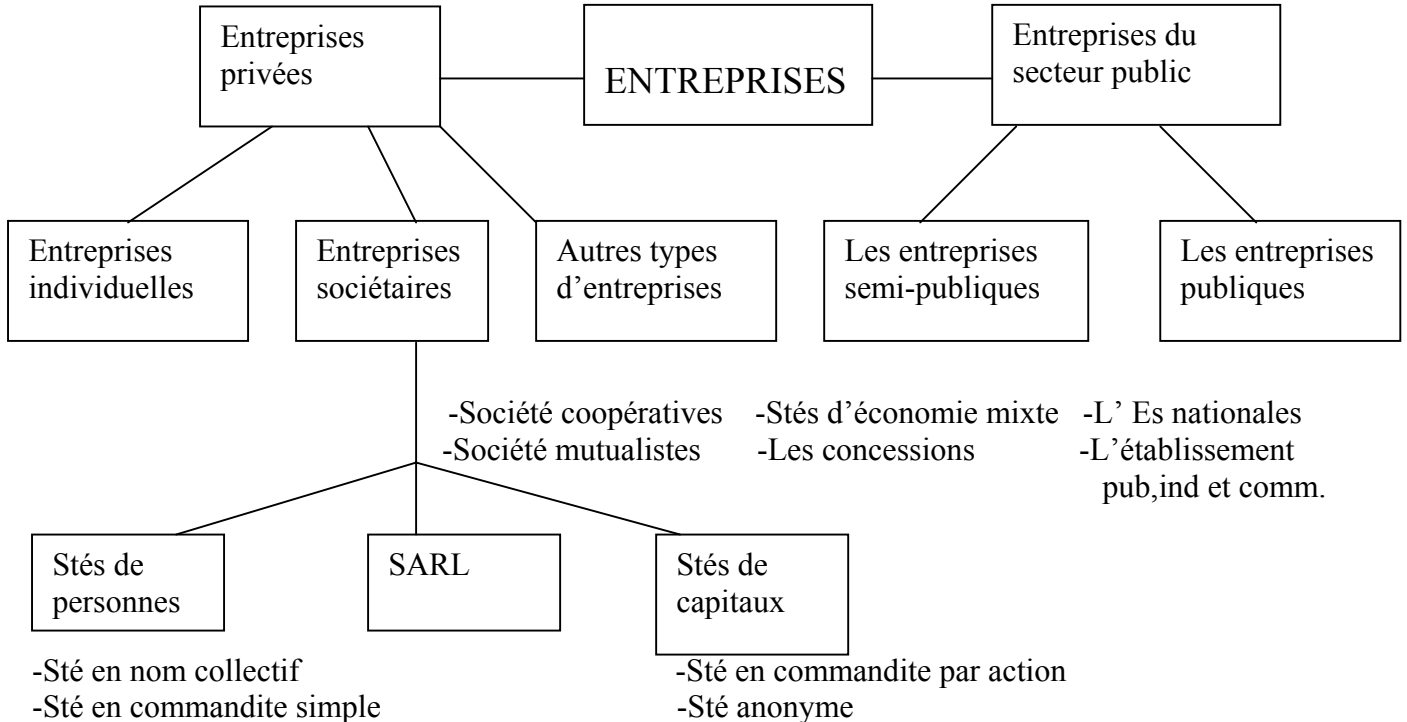 Entreprises
privées
ENTREPRISES
Entreprises du
secteur public
Entreprises
individuelles
Entreprises
sociétaires
Autres types
d’entreprises
Les entreprises
semi-publiques
Les entreprises
publiques
-Société coopératives
-Société mutualistes
-Stés d’économie mixte
-Les concessions
-L’ Es nationales
-L’établissement
pub,ind et comm.
Stés de
personnes
SARL
Stés de
capitaux
-Sté en nom collectif
-Sté en commandite simple
-Sté en commandite par action
-Sté anonyme